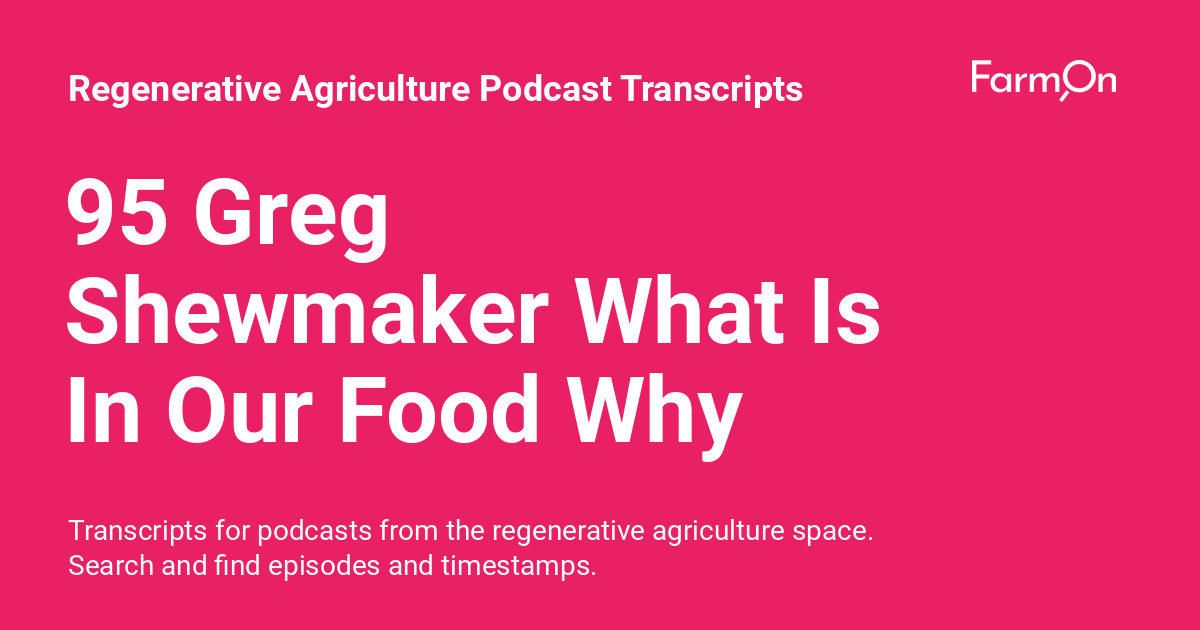 Regenerative Agriculture Podcast Transcripts
FarmOn
95 Greg
Shewmaker What Is
In Our Food Why
Transcripts for podcasts from the regenerative agriculture space.
Search and find episodes and timestamps.